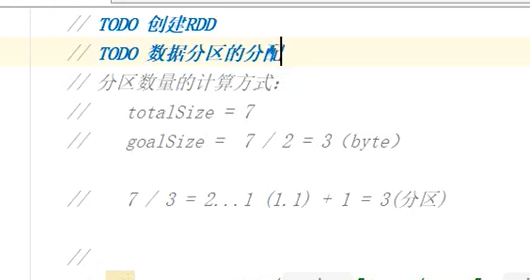 // TODO 创建RDD
// TODO 数据分区的分配
// 分区数量的计算方式:
// totalSize = 7
// goalSize =  7 / 2 = 3（byte）
// 7 / 3 = 2...1 (1.1) + 1 = 3(分区)
//